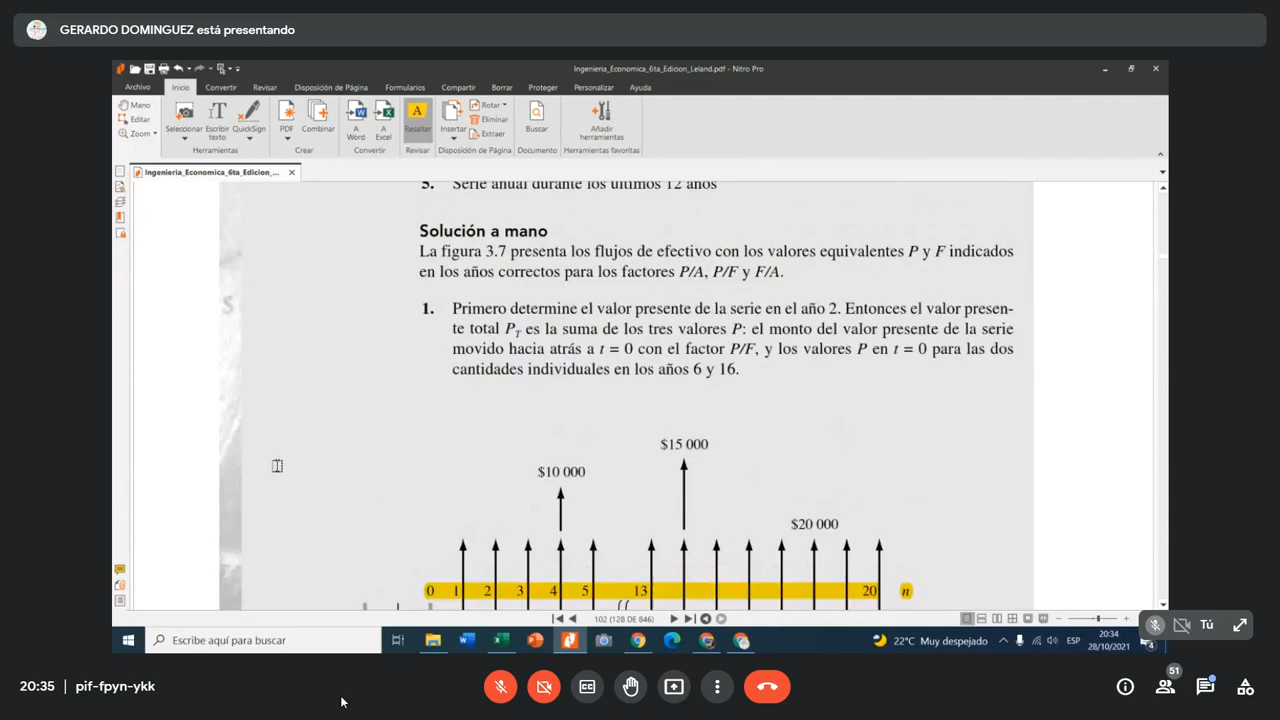 GERARDO DOMINGUEZ está presentando
Ingenieria_Economica_6ta_Edicion_Leland.pdf - Nitro Pro
Archivo Inicio Convertir Revisar Disposición de Página Formularios Compartir Borrar Proteger Personalizar Ayuda
Mano
Editar
Zoom
Seleccionar Escribir texto QuickSign
Herramientas
PDF Combinar
Crear
A Word A Excel
Convertir
Resaltar
Revisar
Insertar Rotar Eliminar Extraer
Disposición de Página
Buscar
Documento
Añadir herramientas
Herramientas favoritas
Ingenieria_Economica_6ta_Edicion_...
5. Serie anual durante los últimos 12 años
Solución a mano
La figura 3.7 presenta los flujos de efectivo con los valores equivalentes P y F indicados
en los años correctos para los factores P/A, P/F y F/A.
1. Primero determine el valor presente de la serie en el año 2. Entonces el valor presen-
te total PT es la suma de los tres valores P: el monto del valor presente de la serie
movido hacia atrás a t = 0 con el factor P/F, y los valores P en t = 0 para las dos
cantidades individuales en los años 6 y 16.
$15 000
$10 000
$20 000
0 1 2 3 4 5 13 20 n
102 (128 DE 846)
Escribe aquí para buscar
22°C Muy despejado
ESP
20:34
28/10/2021
4
Tú
20:35 | pif-fpyn-ykk
51